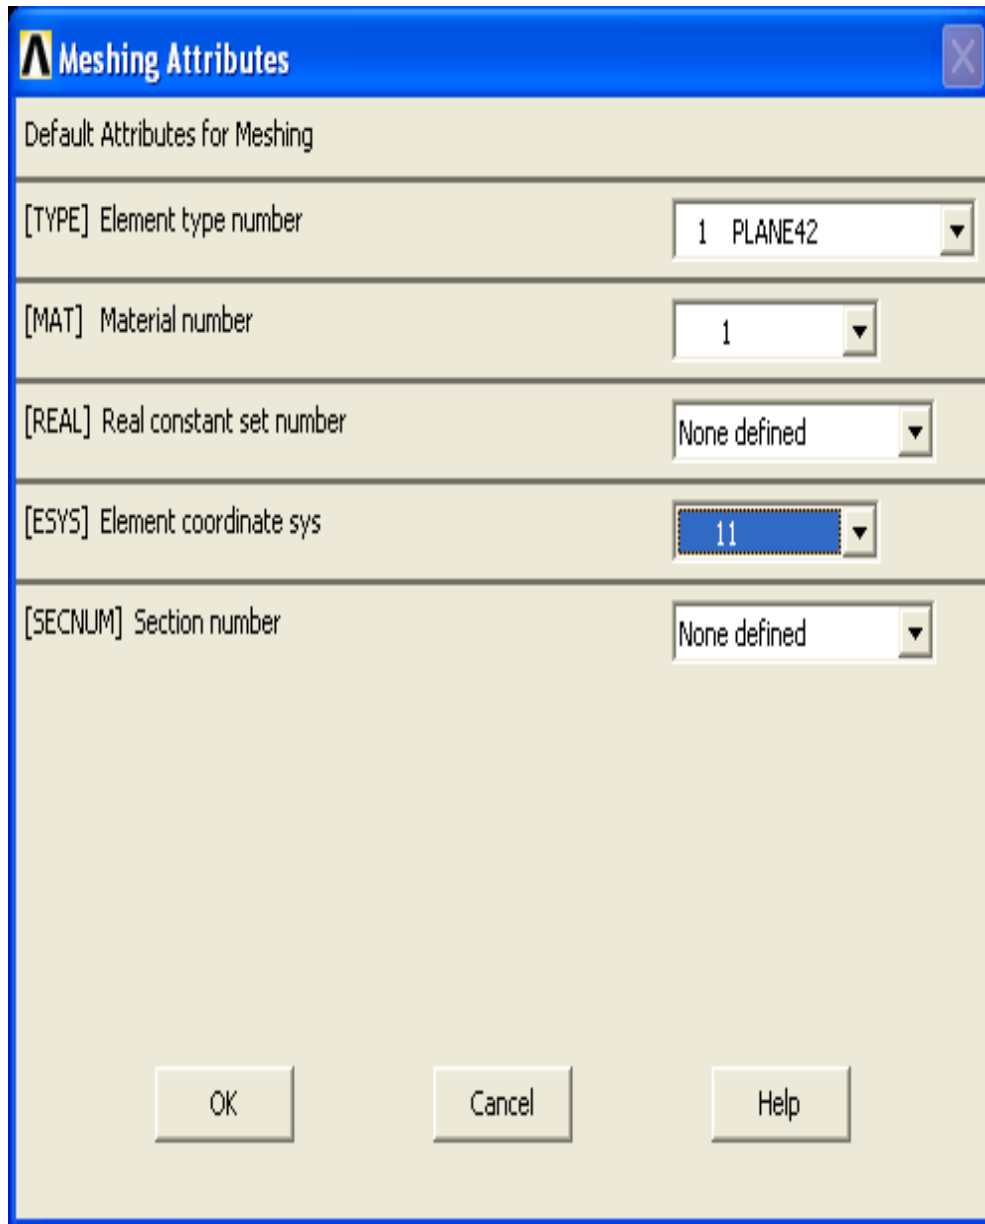 Meshing Attributes
Default Attributes for Meshing
[TYPE] Element type number
1 PLANE42
[MAT] Material number
1
[REAL] Real constant set number
None defined
[ESYS] Element coordinate sys
11
[SECNUM] Section number
None defined
OK
Cancel
Help